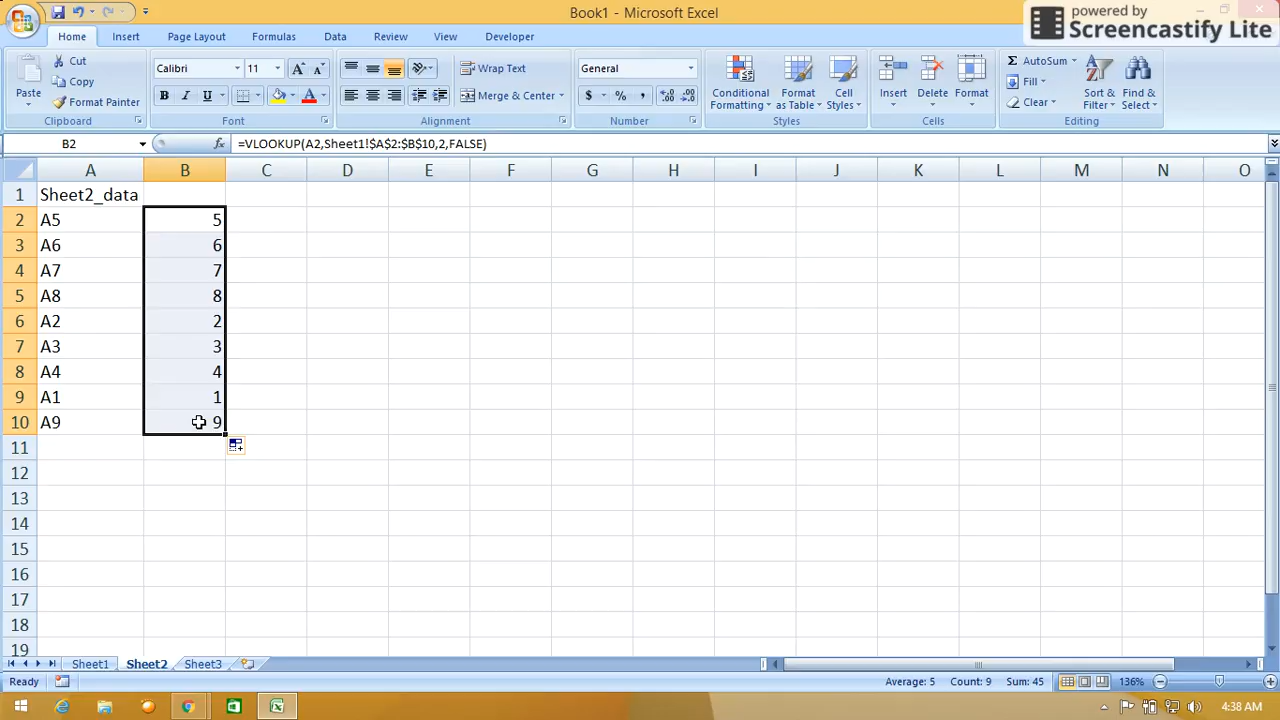 Book1 - Microsoft Excel
powered by
Screencastify Lite
Home Insert Page Layout Formulas Data Review View Developer
Paste
Cut
Copy
Format Painter
Clipboard
Calibri 11
B I U
Font
Wrap Text
Merge & Center
Alignment
General
$ % ,
Number
Conditional Formatting
Format as Table
Cell Styles
Styles
Insert Delete Format
Cells
Σ AutoSum
Fill
Clear
Sort & Filter
Find & Select
Editing
B2 fx =VLOOKUP(A2,Sheet1!$A$2:$B$10,2,FALSE)
A B C D E F G H I J K L M N O
1 Sheet2_data
2 A5 5
3 A6 6
4 A7 7
5 A8 8
6 A2 2
7 A3 3
8 A4 4
9 A1 1
10 A9 9
11
12
13
14
15
16
17
18
19
Sheet1 Sheet2 Sheet3
Ready Average: 5 Count: 9 Sum: 45 136%
4:38 AM